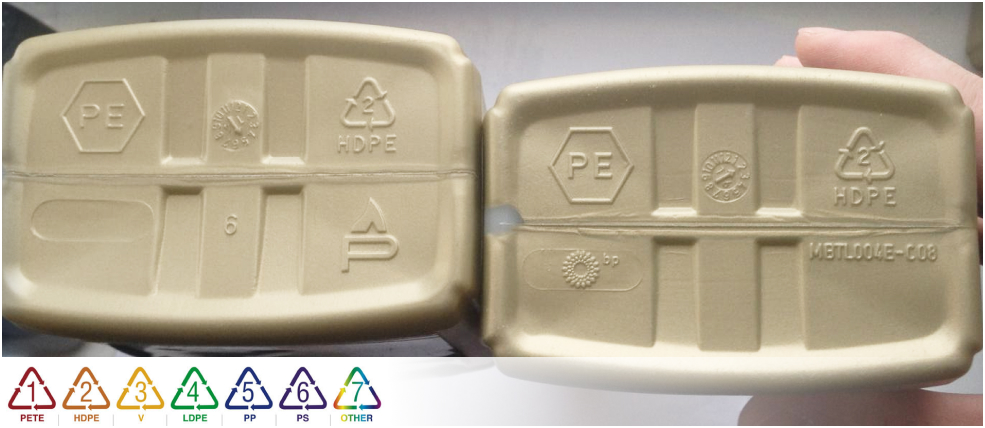 PE
2
HDPE
6
PE
2
HDPE
bp
METL004E-C08
1
PETE
2
HDPE
3
V
4
LDPE
5
PP
6
PS
7
OTHER